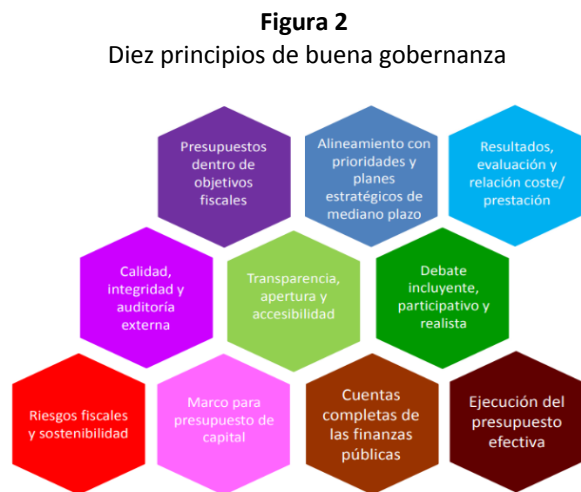 Figura 2
Diez principios de buena gobernanza
Presupuestos
dentro de
objetivos
fiscales
Alineamiento con
prioridades y
planes
estratégicos de
mediano plazo
Resultados,
evaluación y
relación coste/
prestación
Calidad,
integridad y
auditoría
externa
Transparencia,
apertura y
accesibilidad
Debate
incluyente,
participativo y
realista
Riesgos fiscales
y sostenibilidad
Marco para
presupuesto de
capital
Cuentas
completas de
las finanzas
públicas
Ejecución del
presupuesto
efectiva